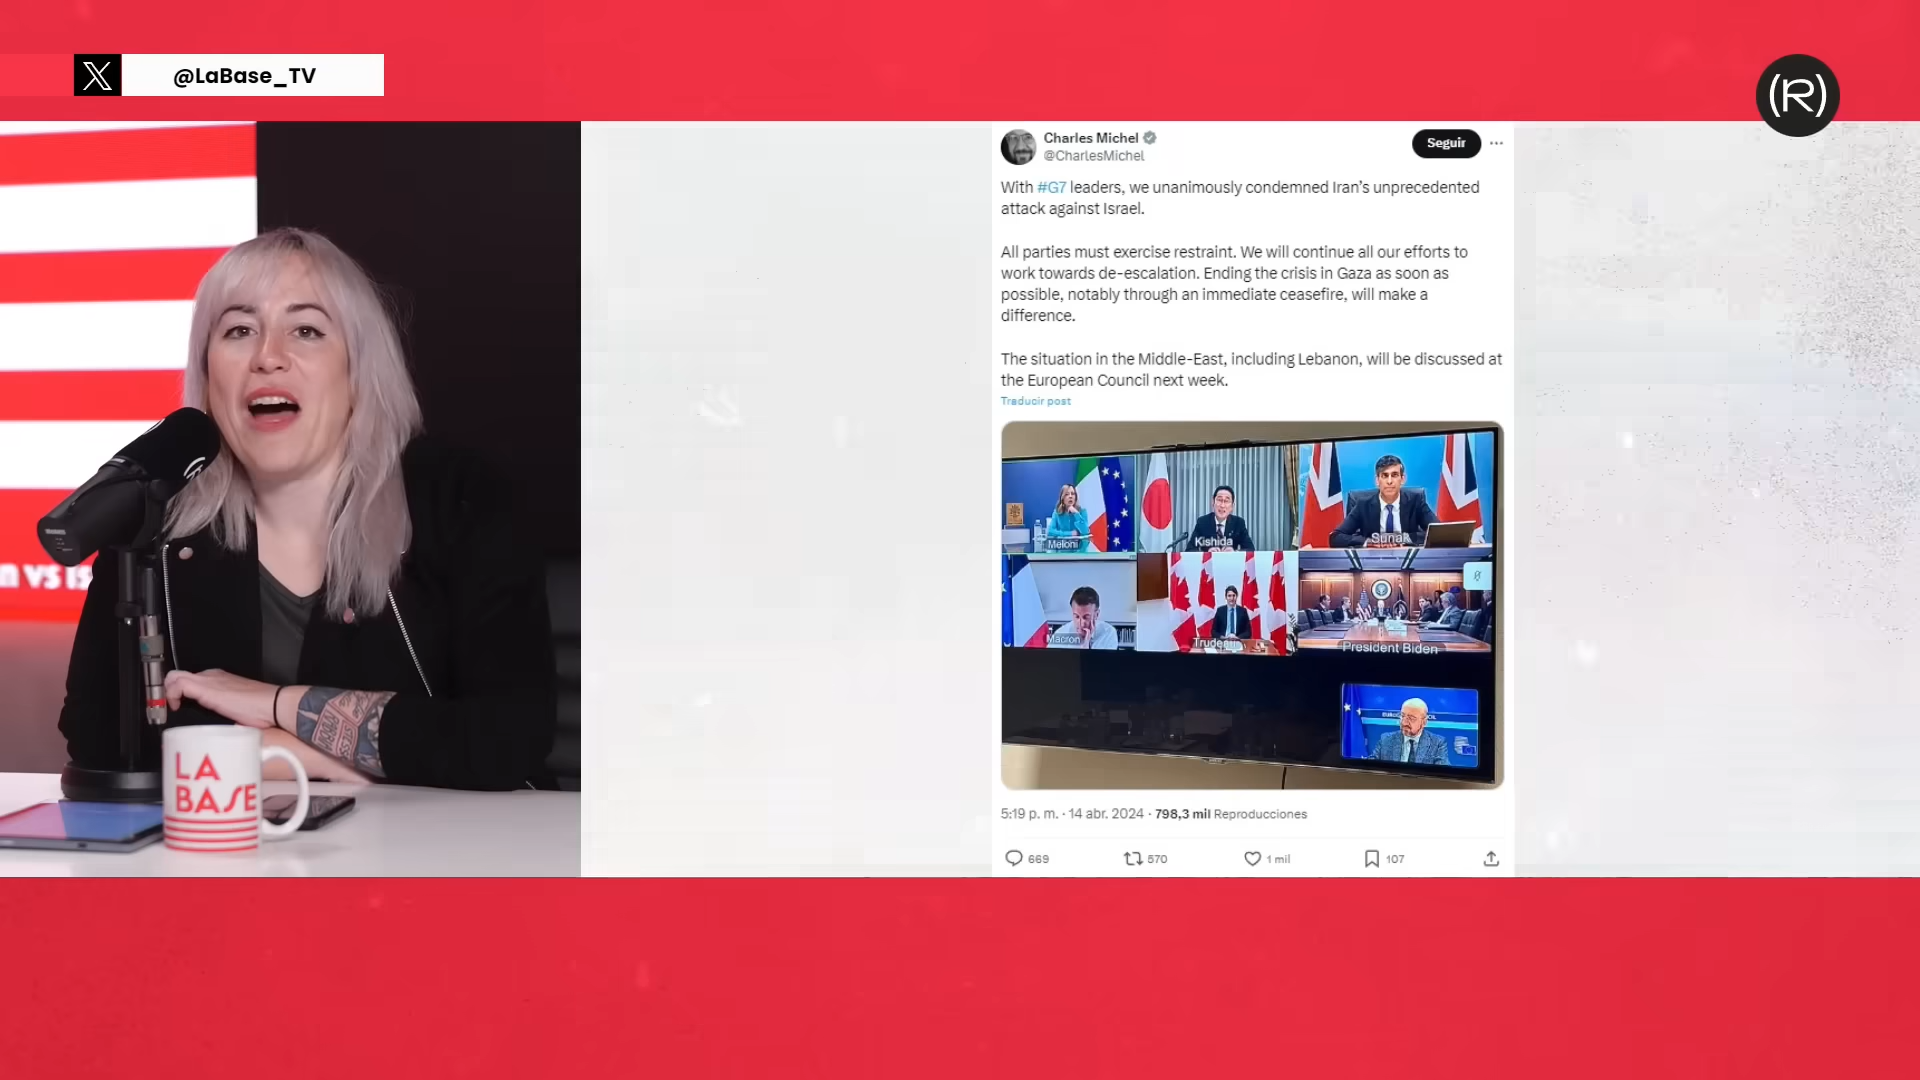 @LaBase_TV
(R)
Charles Michel
@CharlesMichel
Seguir
With #G7 leaders, we unanimously condemned Iran's unprecedented
attack against Israel.
All parties must exercise restraint. We will continue all our efforts to
work towards de-escalation. Ending the crisis in Gaza as soon as
possible, notably through an immediate ceasefire, will make a
difference.
The situation in the Middle-East, including Lebanon, will be discussed at
the European Council next week.
Traducir post
Meloni
Kishida
Sunak
Macron
Trudeau
President Biden
5:19 p. m. · 14 abr. 2024 · 798,3 mil Reproducciones
669
570
1 mil
107
n vs is
LA
BASE